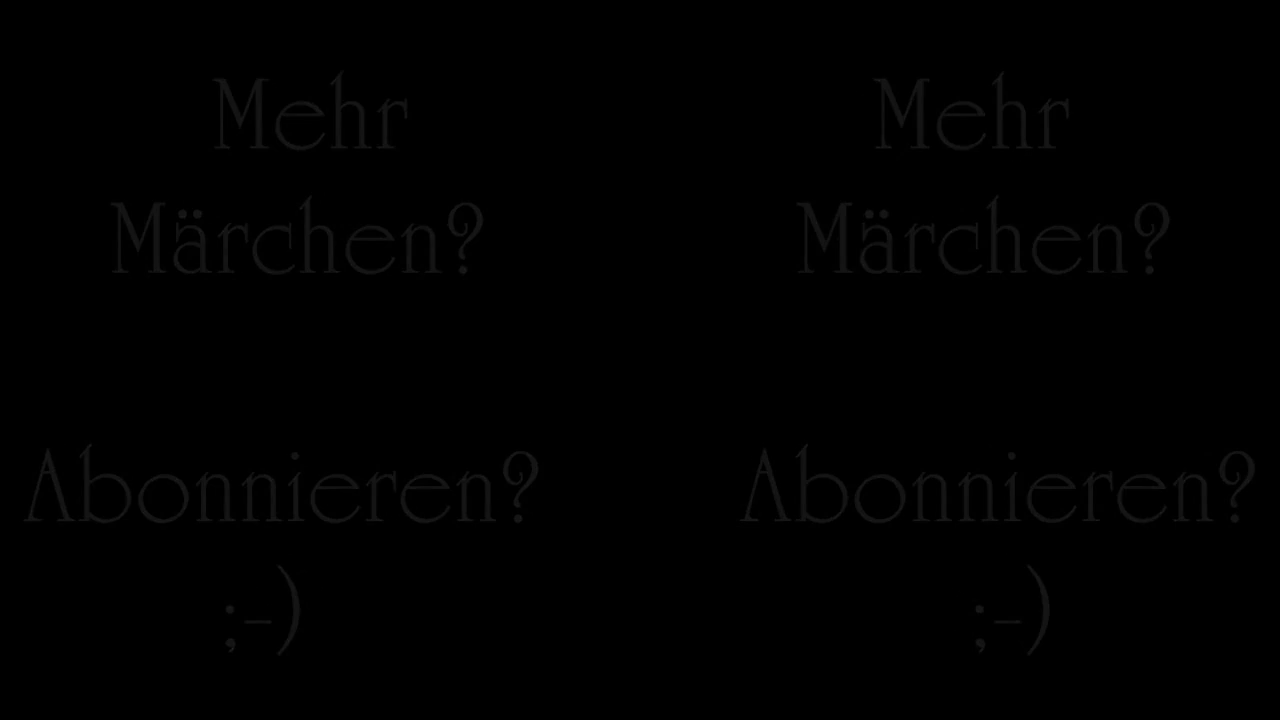 Mehr Mehr
Märchen? Märchen?
Abonnieren? Abonnieren?
;-) ;-)